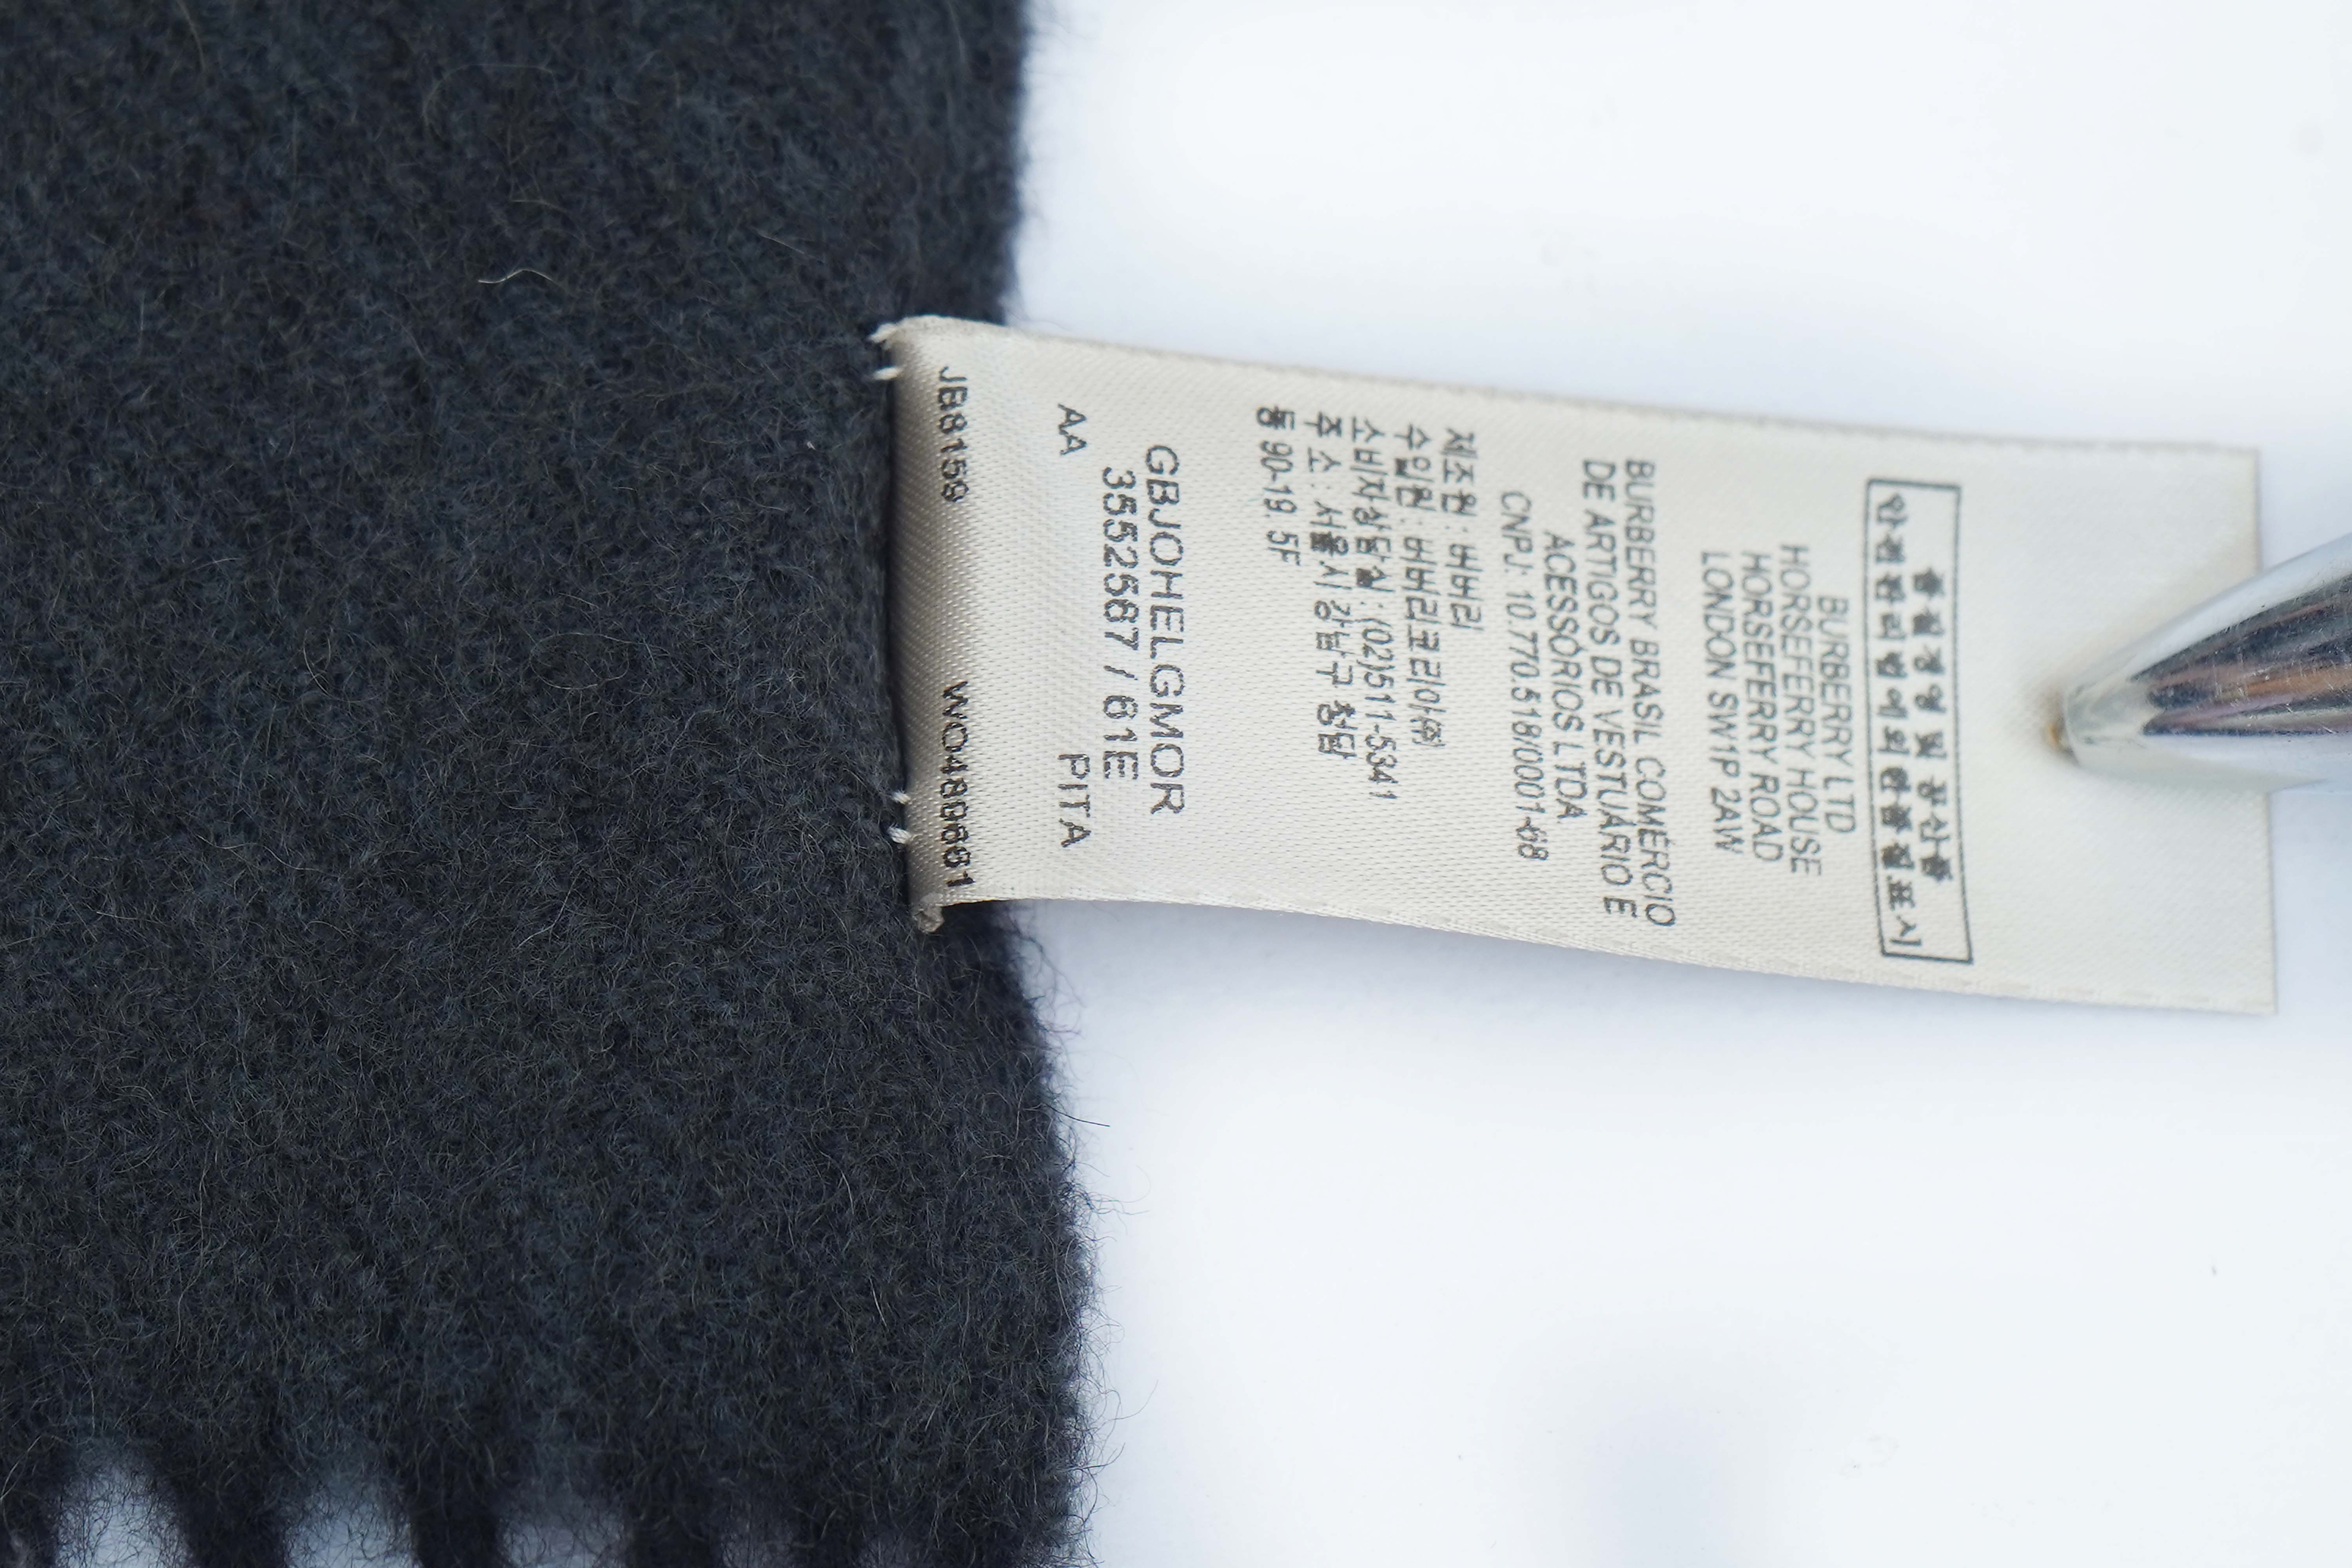 품질경영 및 공산품
안전관리법에의한품질표시
BURBERRY LTD
HORSEFERRY HOUSE
HORSEFERRY ROAD
LONDON SW1P 2AW
BURBERRY BRASIL COMÉRCIO
DE ARTIGOS DE VESTUÁRIO E
ACESSÓRIOS LTDA
CNPJ: 10.770.518/0001-68
제조원: 버버리
수입원: 버버리코리아㈜
소비자상담실: (02)511-5341
주 소: 서울시 강남구 청담
동 90-19. 5F
GBJOHELGMOR
3552587 / 61E
AA PITA
JB8159 WO